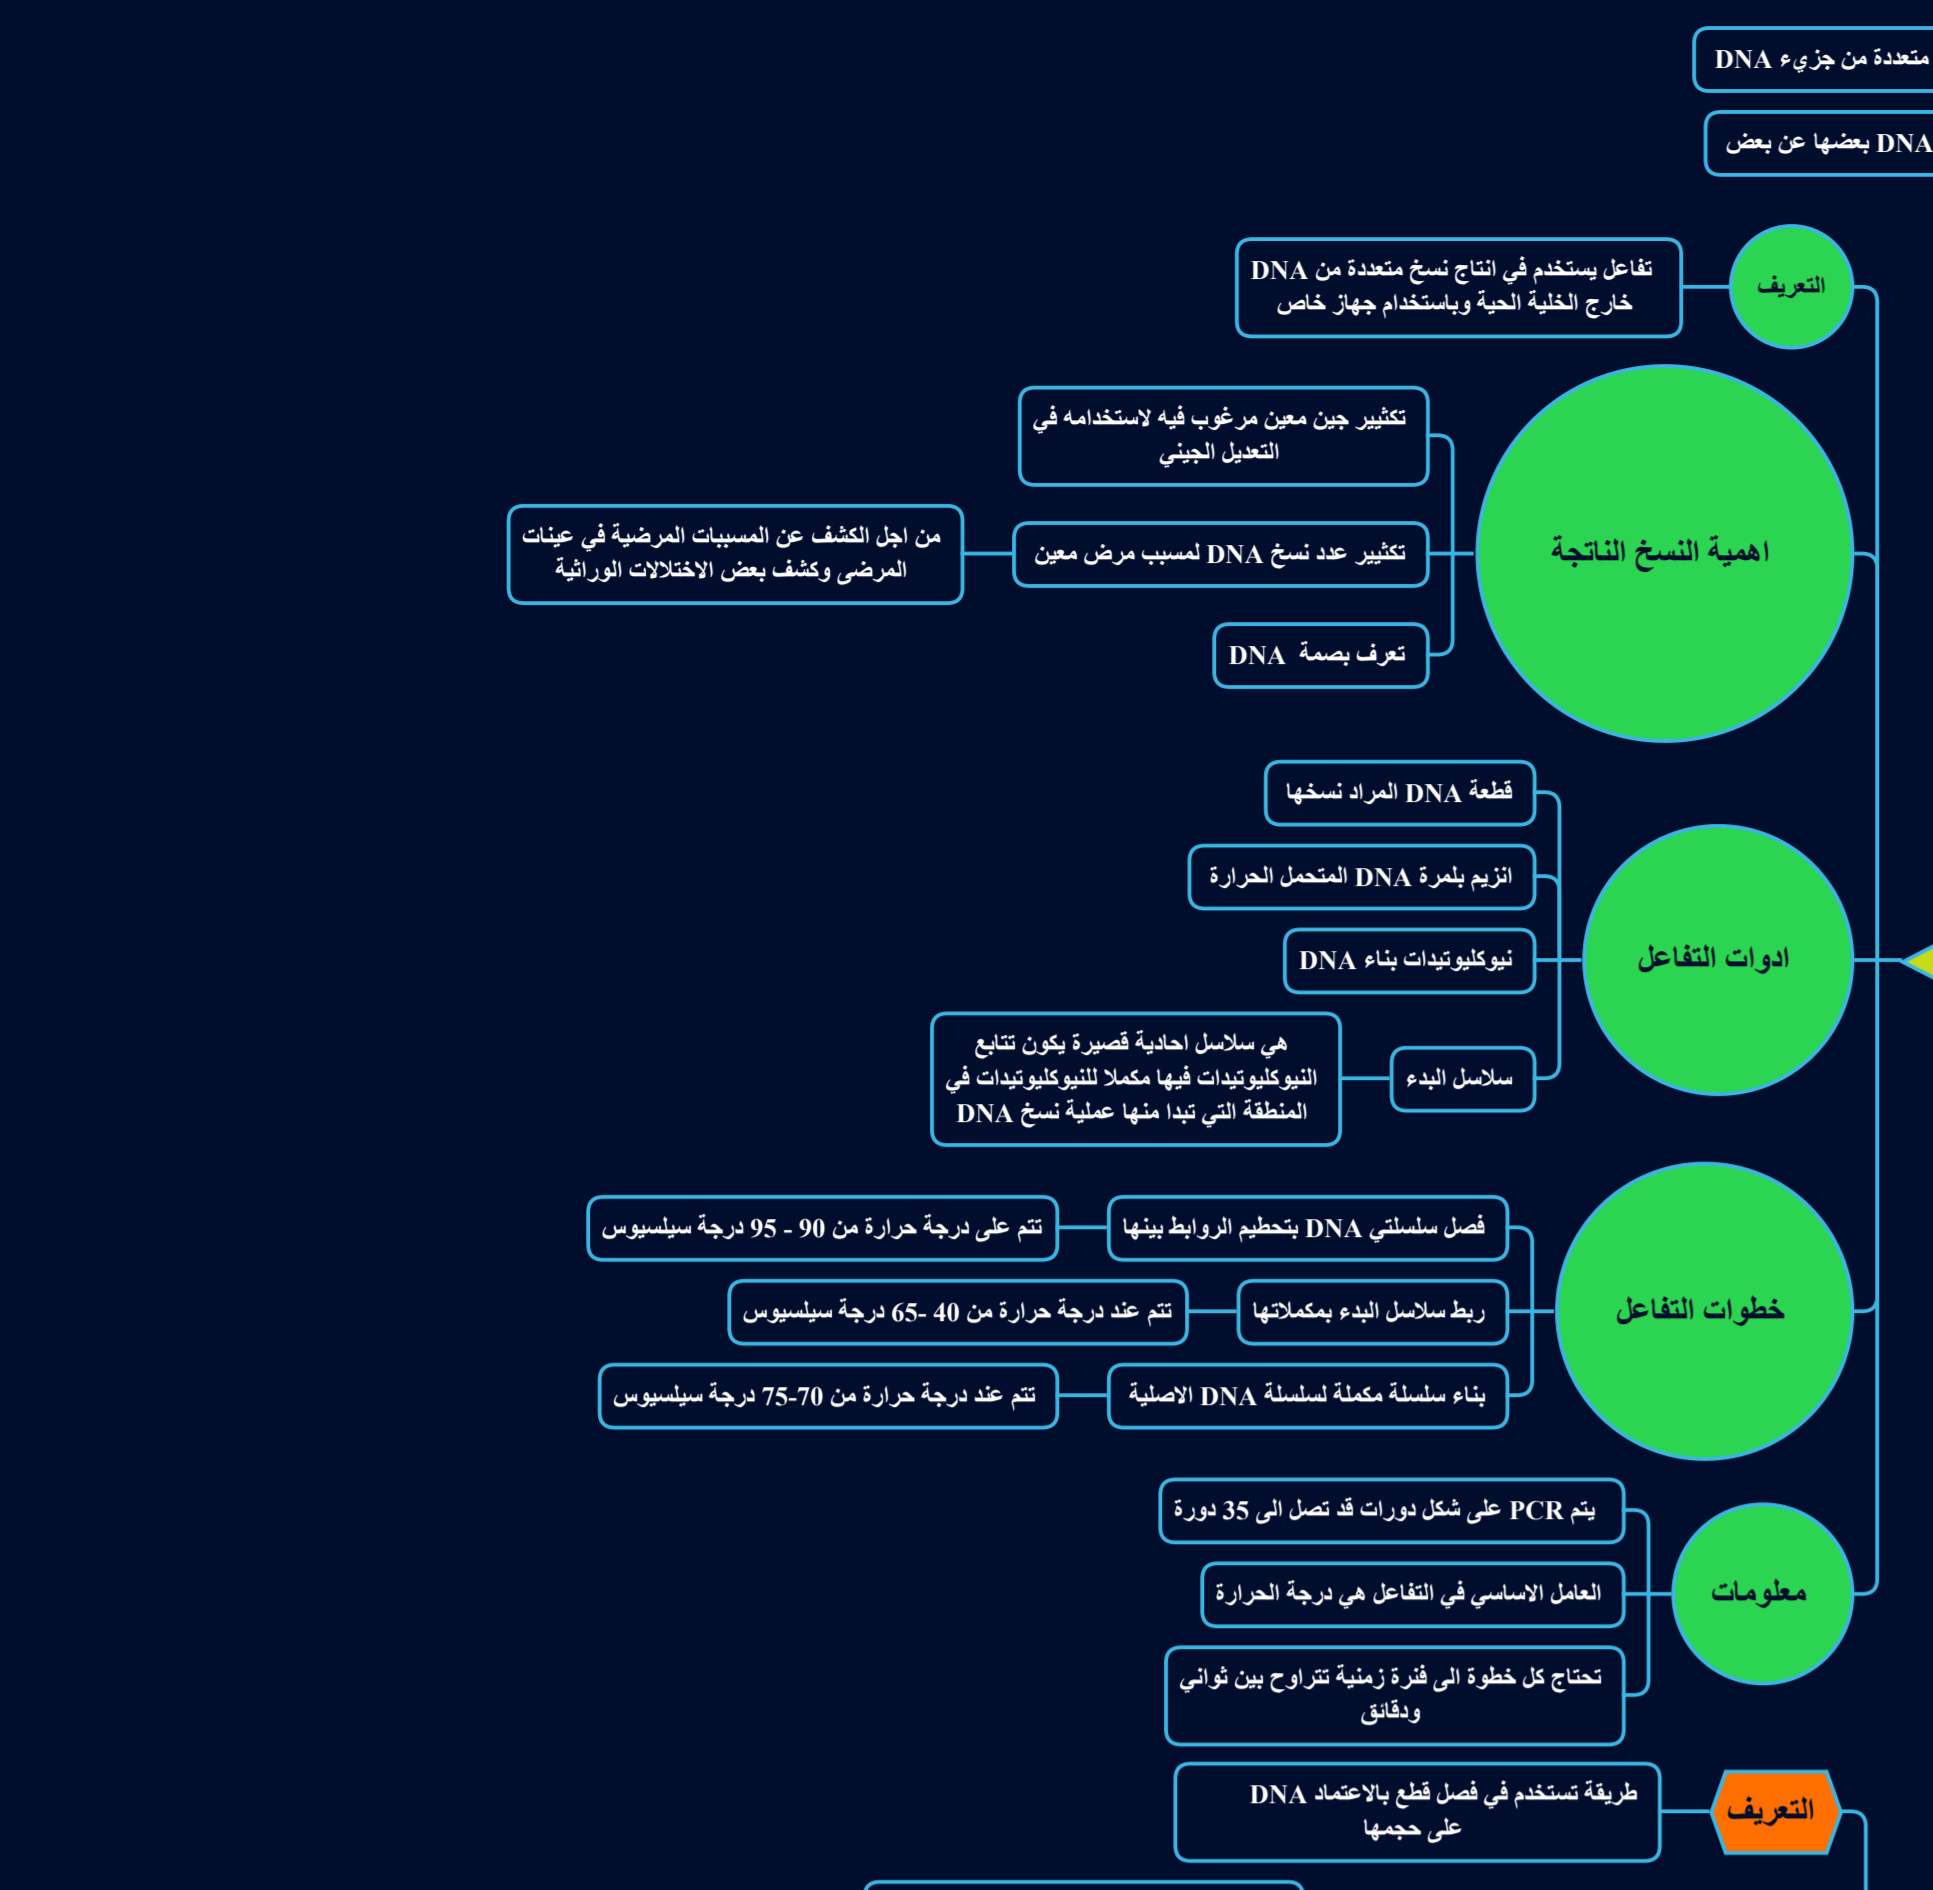 متعددة من جزيء DNA
DNA بعضها عن بعض
التعريف
تفاعل يستخدم في انتاج نسخ متعددة من DNA
خارج الخلية الحية وباستخدام جهاز خاص
اهمية النسخ الناتجة
تكثيير جين معين مرغوب فيه لاستخدامه في
التعديل الجيني
تكثيير عدد نسخ DNA لمسبب مرض معين
من اجل الكشف عن المسببات المرضية في عينات
المرضى وكشف بعض الاختلالات الوراثية
تعرف بصمة DNA
ادوات التفاعل
قطعة DNA المراد نسخها
انزيم بلمرة DNA المتحمل الحرارة
نيوكليوتيدات بناء DNA
سلاسل البدء
هي سلاسل احادية قصيرة يكون تتابع
النيوكليوتيدات فيها مكملا للنيوكليوتيدات في
المنطقة التي تبدا منها عملية نسخ DNA
خطوات التفاعل
فصل سلسلتي DNA بتحطيم الروابط بينها
تتم على درجة حرارة من 90 - 95 درجة سيلسيوس
ربط سلاسل البدء بمكملاتها
تتم عند درجة حرارة من 40 -65 درجة سيلسيوس
بناء سلسلة مكملة لسلسلة DNA الاصلية
تتم عند درجة حرارة من 70-75 درجة سيلسيوس
معلومات
يتم PCR على شكل دورات قد تصل الى 35 دورة
العامل الاساسي في التفاعل هي درجة الحرارة
تحتاج كل خطوة الى فنرة زمنية تتراوح بين ثواني
ودقائق
التعريف
طريقة تستخدم في فصل قطع بالاعتماد DNA
على حجمها